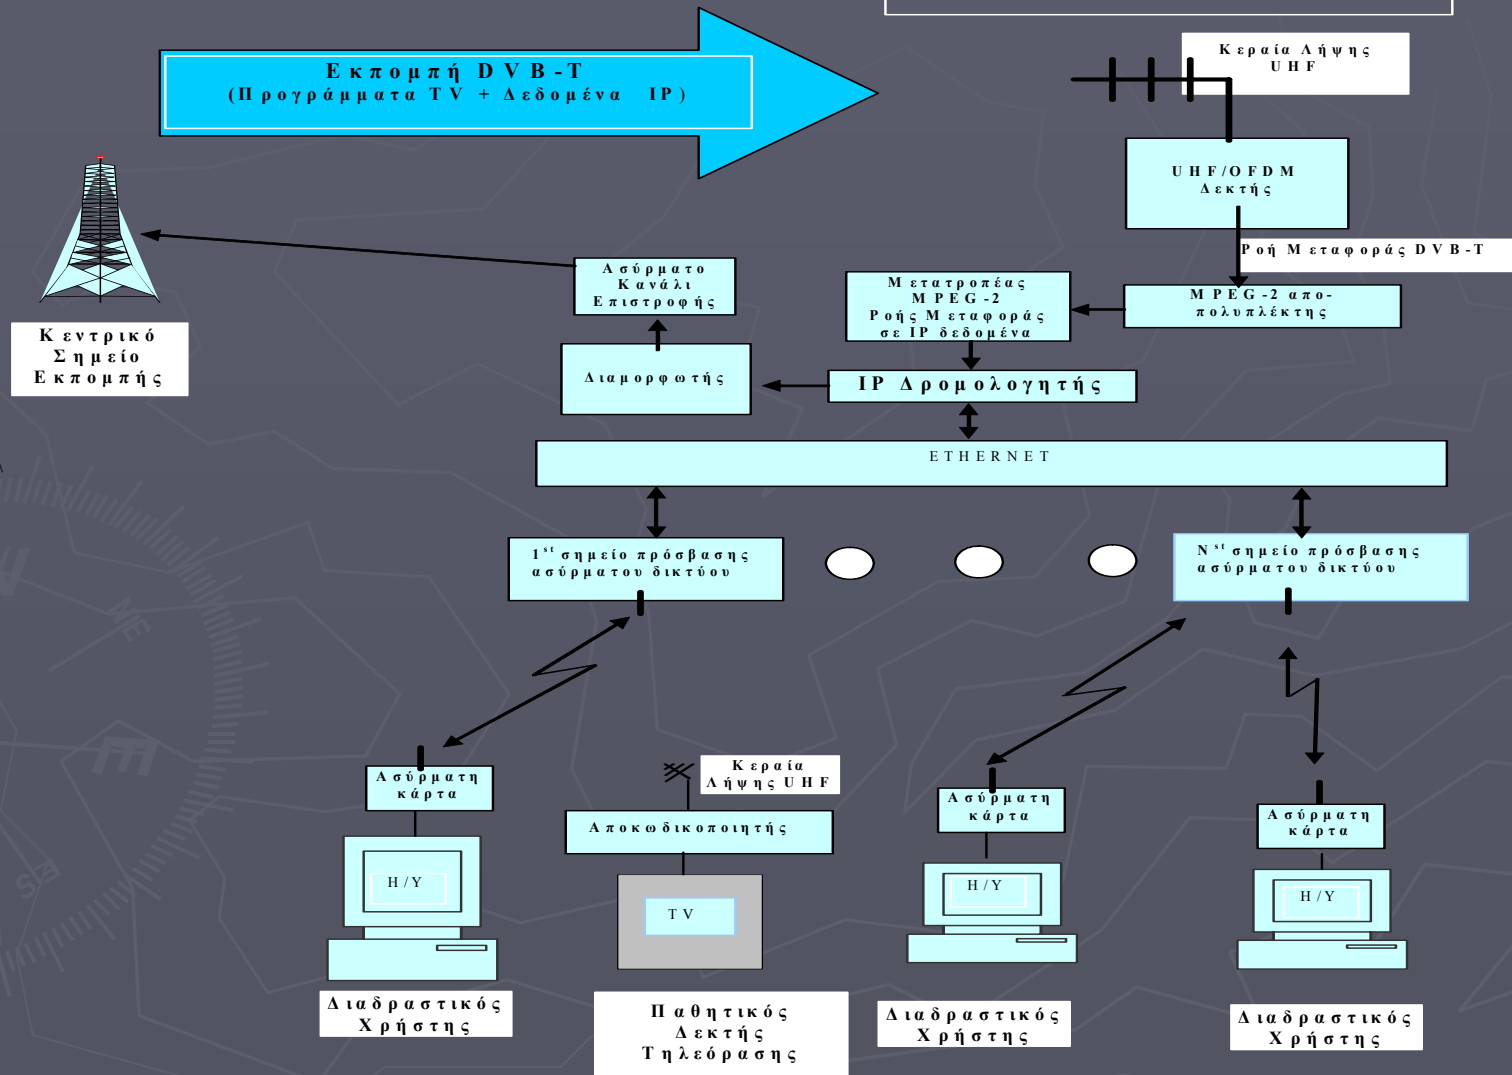 Εκπομπή DVB-T
(Προγράμματα TV + Δεδομένα IP)
Κεραία Λήψης
UHF
UHF/OFDM
Δεκτής
Ροή Μεταφοράς DVB-T
Ασύρματο
Κανάλι
Επιστροφής
Μετατροπέας
MPEG-2
Ροής Μεταφοράς
σε IP δεδομένα
MPEG-2 απο-
πολυπλέκτης
Κεντρικό
Σημείο
Εκπομπής
Διαμορφωτής
IP Δρομολογητής
ETHERNET
1st σημείο πρόσβασης
ασύρματου δικτύου
Nst σημείο πρόσβασης
ασύρματου δικτύου
Ασύρματη
κάρτα
Κεραία
Λήψης UHF
Αποκωδικοποιητής
Ασύρματη
κάρτα
Ασύρματη
κάρτα
Η/Υ
TV
Η/Υ
Η/Υ
Διαδραστικός
Χρήστης
Παθητικός
Δεκτής
Τηλεόρασης
Διαδραστικός
Χρήστης
Διαδραστικός
Χρήστης
NE
E
SE